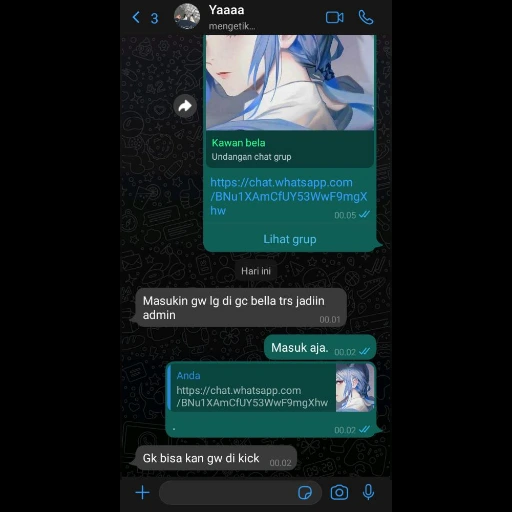 3
Yaaaa
mengetik...
Kawan bela
Undangan chat grup
https://chat.whatsapp.com
/BNu1XAmCfUY53WwF9mgX
hw
00.05
Lihat grup
Hari ini
Masukin gw lg di gc bella trs jadiin
admin
00.01
Masuk aja.
00.02
Anda
https://chat.whatsapp.com
/BNu1XAmCfUY53WwF9mgXhw
.
00.02
Gk bisa kan gw di kick
00.02